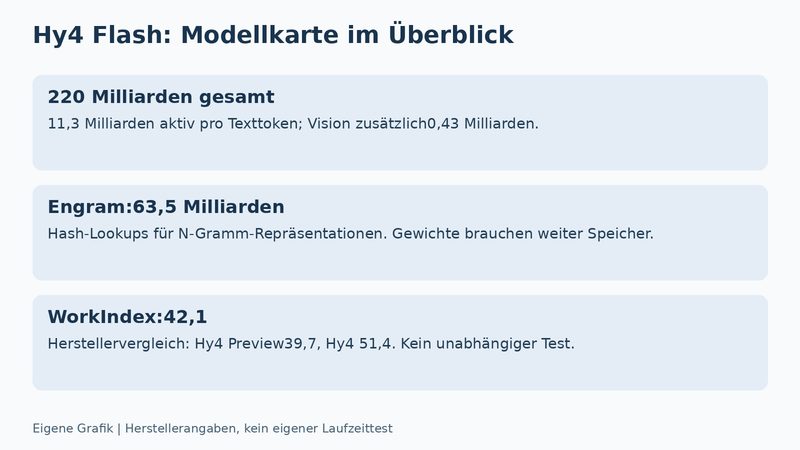 Hy4 Flash: Modellkarte im Überblick
220 Milliarden gesamt
11,3 Milliarden aktiv pro Texttoken; Vision zusätzlich0,43 Milliarden.
Engram:63,5 Milliarden
Hash-Lookups für N-Gramm-Repräsentationen. Gewichte brauchen weiter Speicher.
WorkIndex:42,1
Herstellervergleich: Hy4 Preview39,7, Hy4 51,4. Kein unabhängiger Test.
Eigene Grafik | Herstellerangaben, kein eigener Laufzeittest